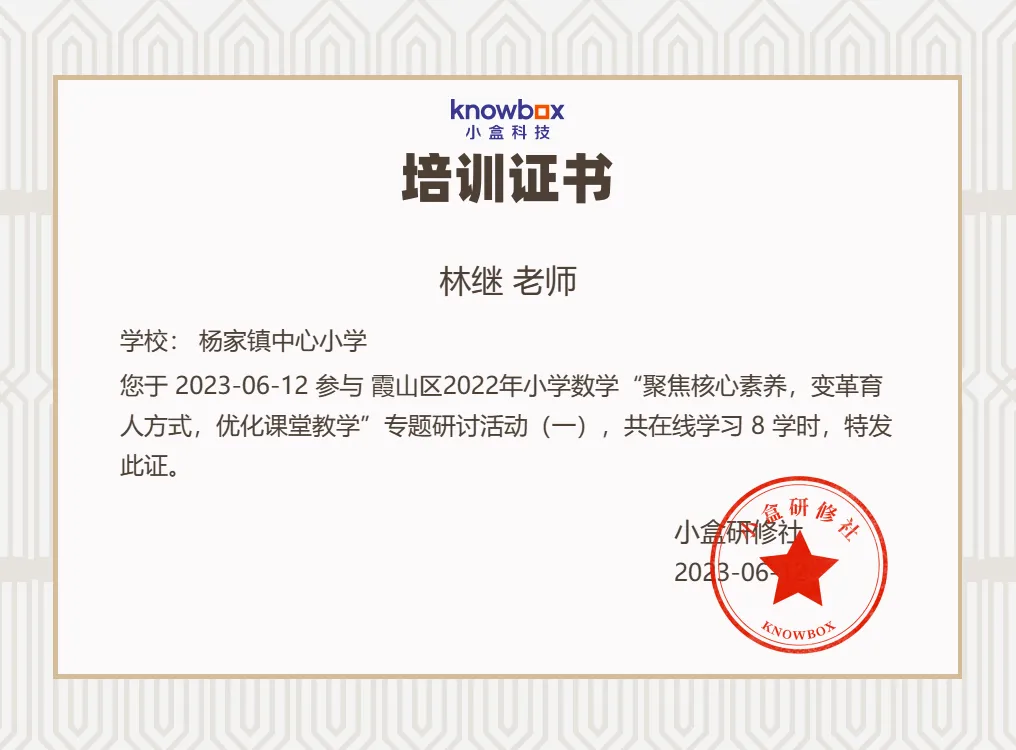 knowbox
小盒科技
培训证书
林继 老师
学校： 杨家镇中心小学
您于 2023-06-12 参与 霞山区2022年小学数学“聚焦核心素养，变革育
人方式，优化课堂教学”专题研讨活动（一），共在线学习 8 学时，特发
此证。
小盒研修社
小盒研修社
2023-06-12
KNOWBOX